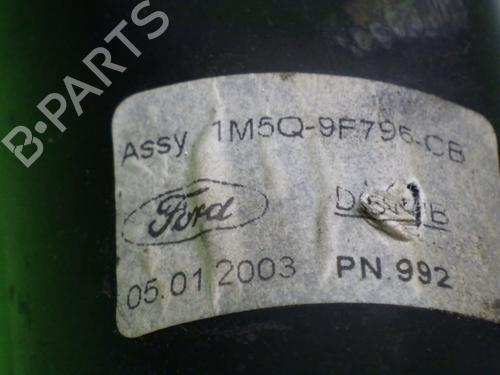 Assy 1M5Q-9F796-CB
Ford
05.01 2003 PN.992
B-PARTS